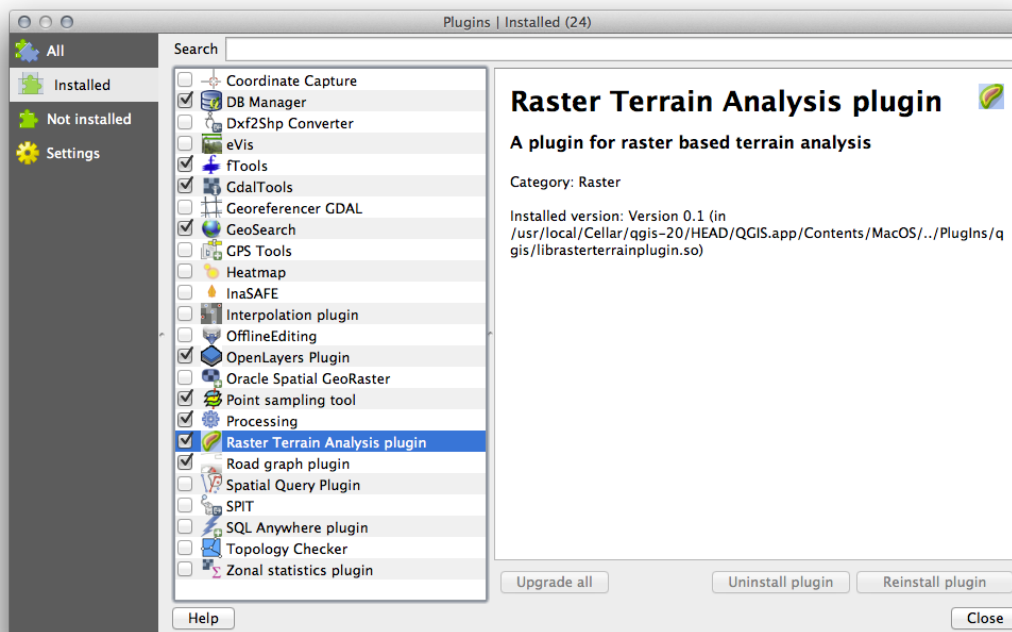 Plugins | Installed (24)
All
Installed
Not installed
Settings
Search
Coordinate Capture
DB Manager
Dxf2Shp Converter
eVis
fTools
GdalTools
Georeferencer GDAL
GeoSearch
GPS Tools
Heatmap
InaSAFE
Interpolation plugin
OfflineEditing
OpenLayers Plugin
Oracle Spatial GeoRaster
Point sampling tool
Processing
Raster Terrain Analysis plugin
Road graph plugin
Spatial Query Plugin
SPIT
SQL Anywhere plugin
Topology Checker
Zonal statistics plugin
Raster Terrain Analysis plugin
A plugin for raster based terrain analysis
Category: Raster
Installed version: Version 0.1 (in
/usr/local/Cellar/qgis-20/HEAD/QGIS.app/Contents/MacOS/../PlugIns/q
gis/librasterterrainplugin.so)
Upgrade all
Uninstall plugin
Reinstall plugin
Help
Close